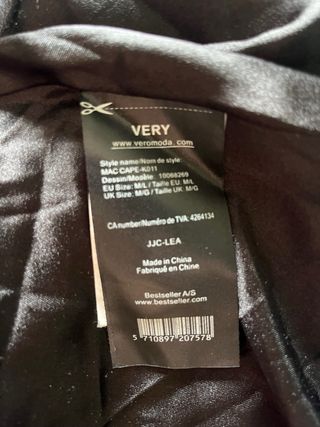 VERY
www.veromoda.com
Style name/Nom de style:
MAC CAPE-K011
Dessin/Modèle: 10068269
EU Size: M/L / Taille EU M/L
UK Size: M/L / Taille UK: M/G
CA number/Numéro de TVA: 4264134
JJC-LEA
Made in China
Fabriqué en Chine
Bestseller A/S
www.bestseller.com
5 710897 207578